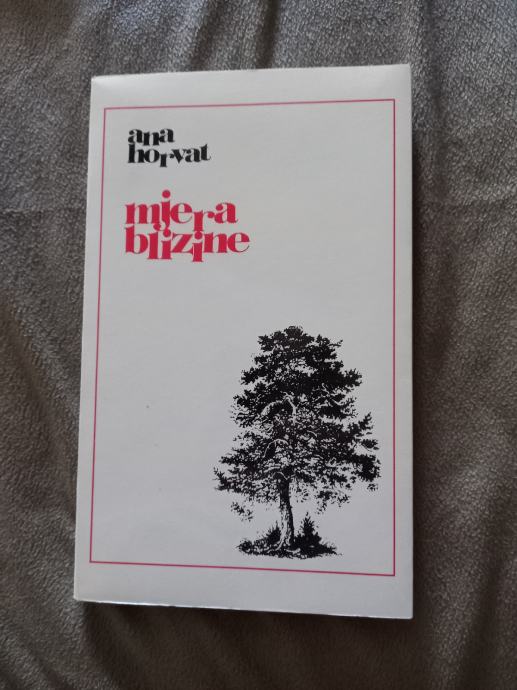 ana
horvat
mjera
blizine